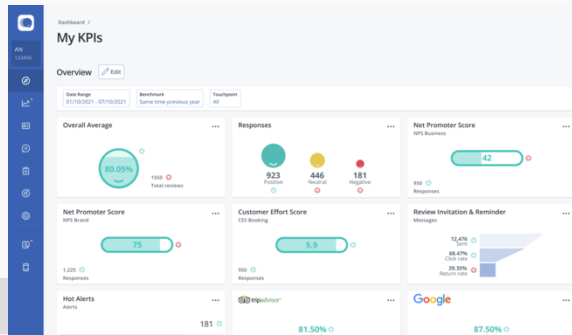 Dashboard /
My KPIs
AN
123456
Overview
Edit
Date Range
01/10/2021 - 07/10/2021
Benchmark
Same time previous year
Touchpoint
All
Overall Average
80.05%
1550
Total reviews
Responses
923
Positive
446
Neutral
181
Negative
Net Promoter Score
NPS Business
42
950
Responses
Net Promoter Score
NPS Brand
75
1,225
Responses
Customer Effort Score
CES Booking
5.9
950
Responses
Review Invitation & Reminder
Messages
12,476
Sent
68,47%
Click rate
29.35%
Return rate
Hot Alerts
Alerts
181
tripadvisor
81.50%
Google
87.50%